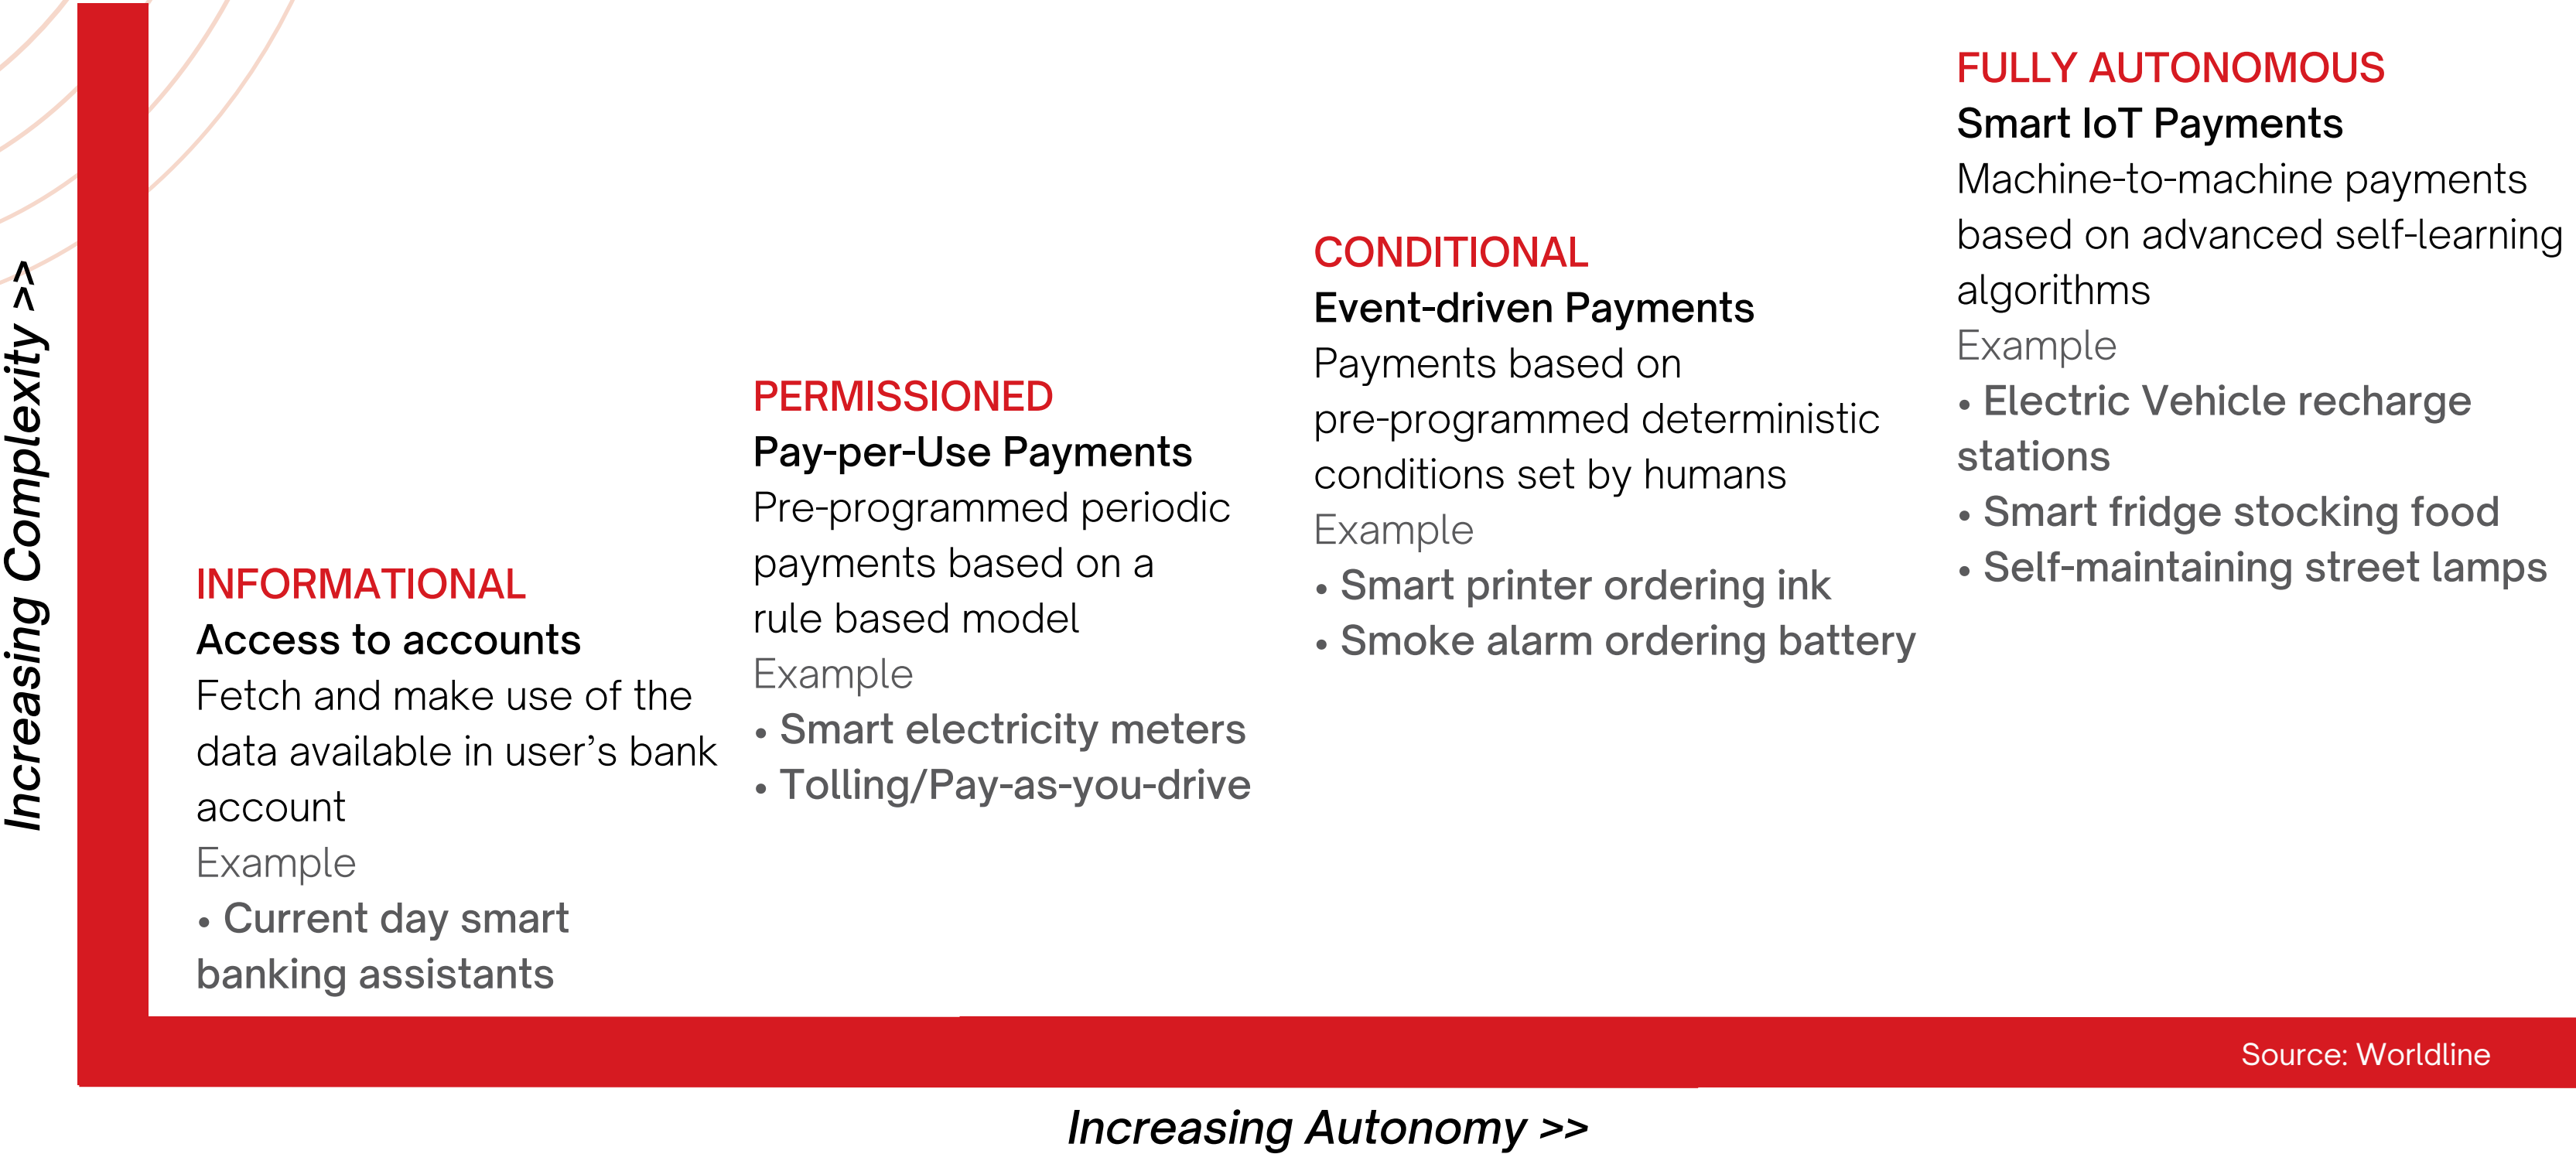 Increasing Complexity >>
INFORMATIONAL
Access to accounts
Fetch and make use of the
data available in user’s bank
account
Example
• Current day smart
banking assistants
PERMISSIONED
Pay-per-Use Payments
Pre-programmed periodic
payments based on a
rule based model
Example
• Smart electricity meters
• Tolling/Pay-as-you-drive
CONDITIONAL
Event-driven Payments
Payments based on
pre-programmed deterministic
conditions set by humans
Example
• Smart printer ordering ink
• Smoke alarm ordering battery
FULLY AUTONOMOUS
Smart IoT Payments
Machine-to-machine payments
based on advanced self-learning
algorithms
Example
• Electric Vehicle recharge
stations
• Smart fridge stocking food
• Self-maintaining street lamps
Source: Worldline
Increasing Autonomy >>